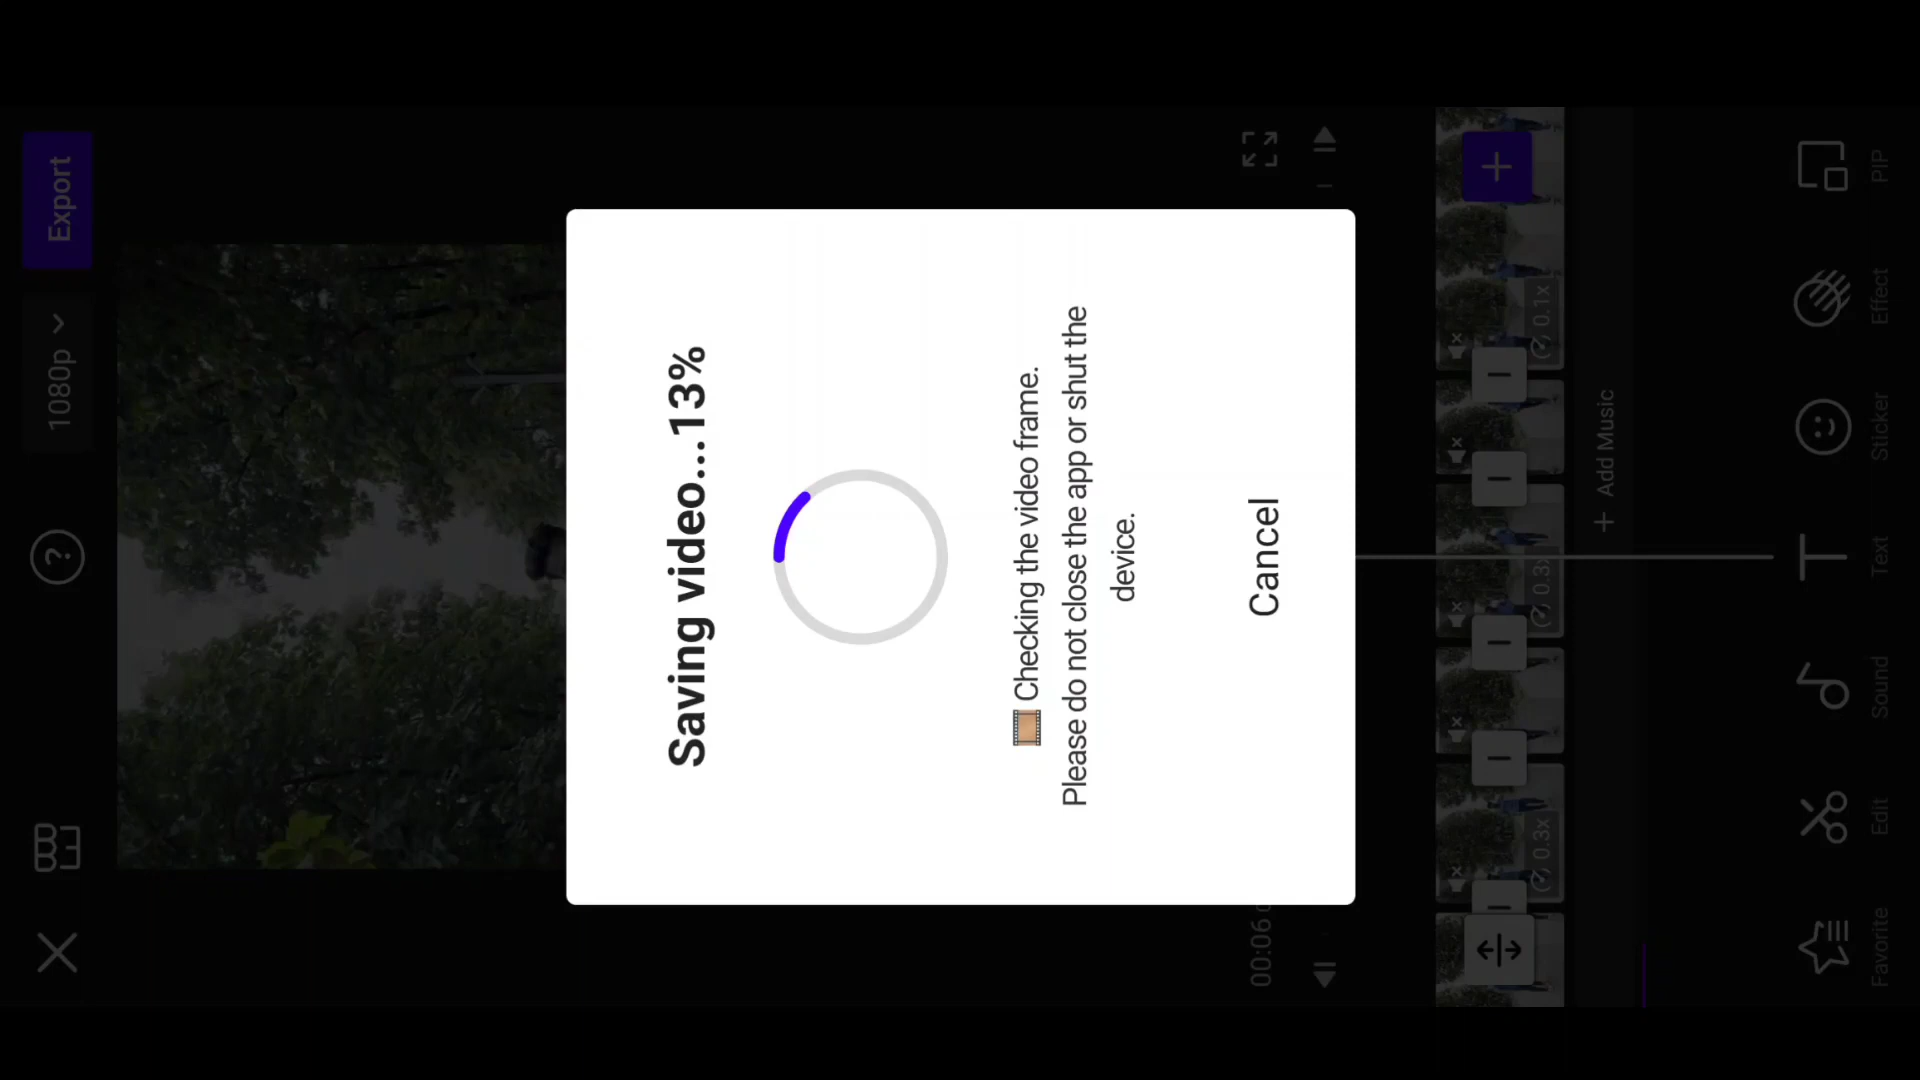 ?
1080p
Export
Saving video...13%
🎞 Checking the video frame.
Please do not close the app or shut the
device.
Cancel
00:06
0.3x
0.3x
0.1x
+ Add Music
Favorite
Edit
Sound
Text
Sticker
Effect
PIP